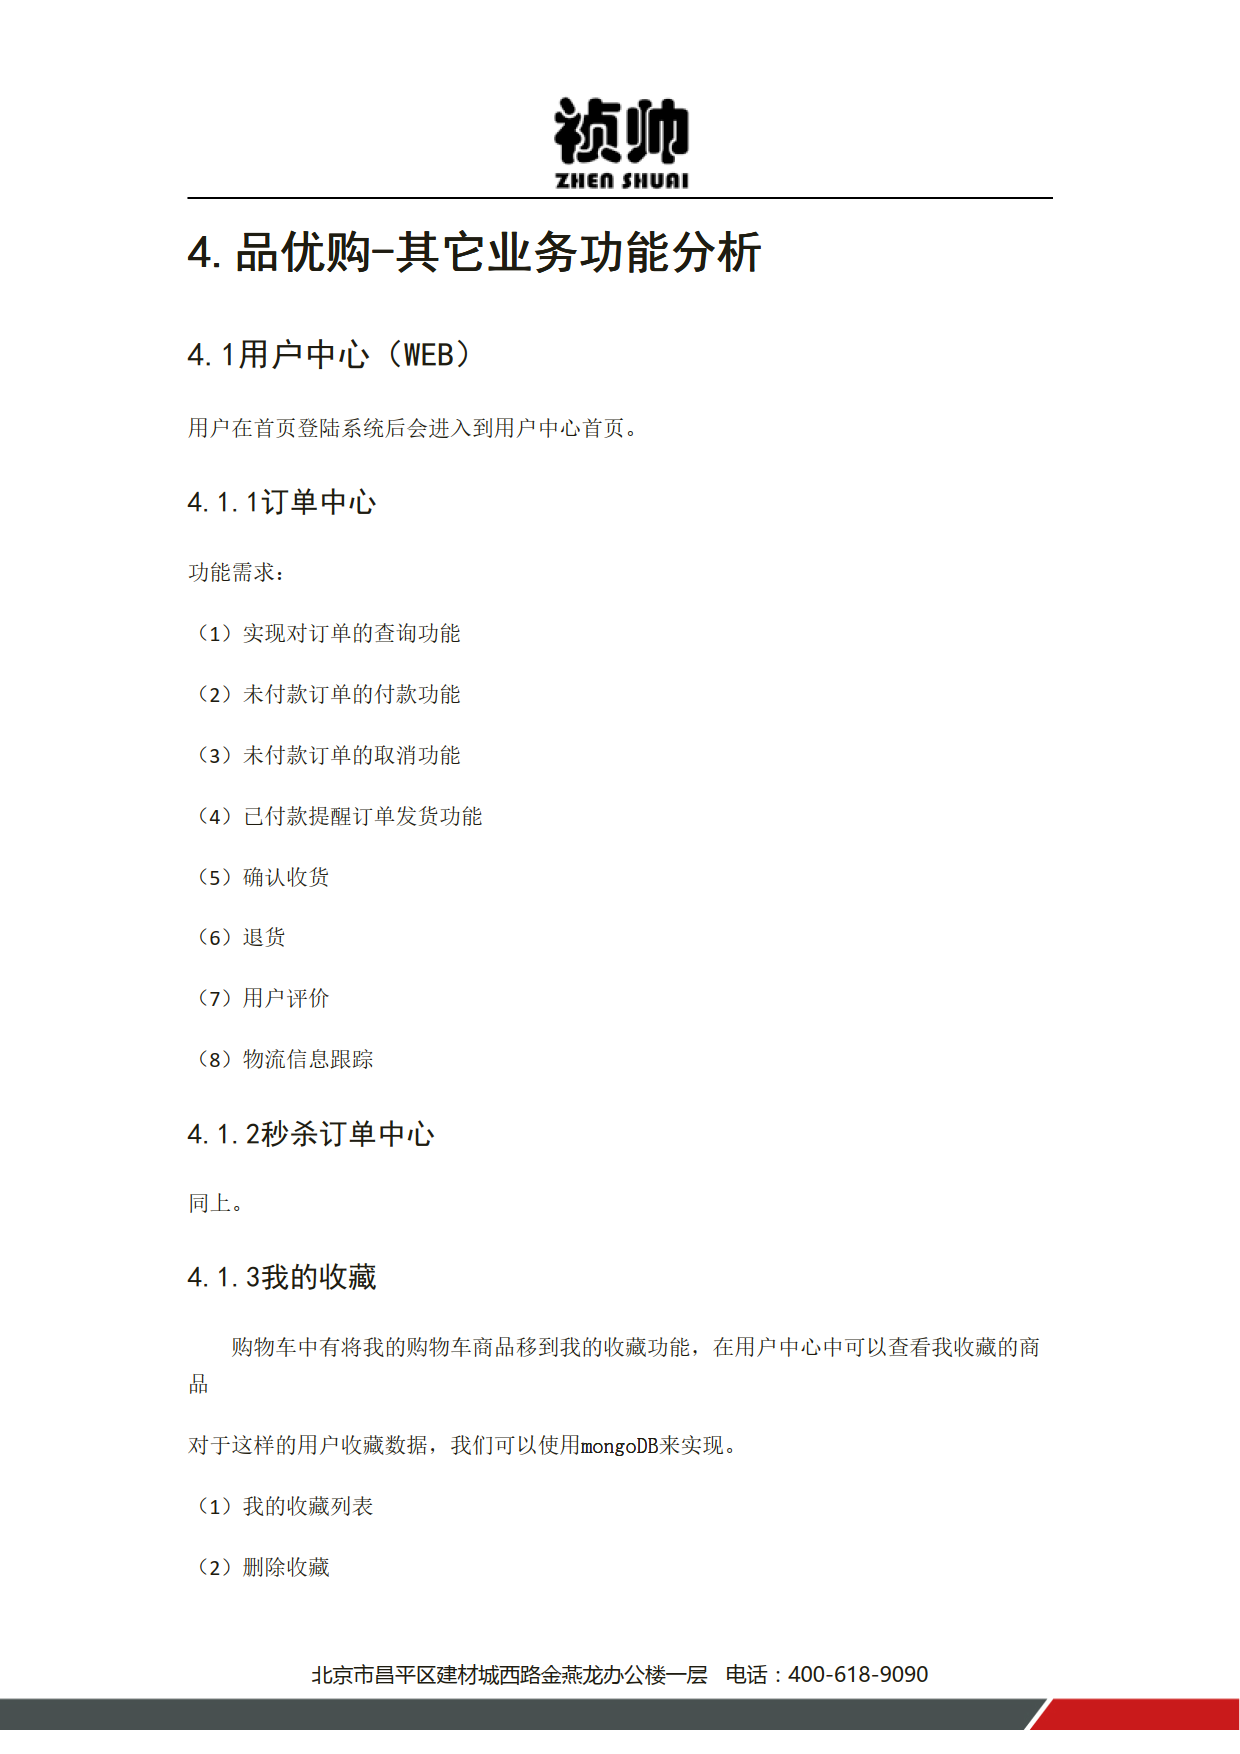 祯帅
ZHEN SHUAI
4.品优购-其它业务功能分析
4.1用户中心（WEB）
用户在首页登陆系统后会进入到用户中心首页。
4.1.1订单中心
功能需求：
（1）实现对订单的查询功能
（2）未付款订单的付款功能
（3）未付款订单的取消功能
（4）已付款提醒订单发货功能
（5）确认收货
（6）退货
（7）用户评价
（8）物流信息跟踪
4.1.2秒杀订单中心
同上。
4.1.3我的收藏
购物车中有将我的购物车商品移到我的收藏功能，在用户中心中可以查看我收藏的商
品
对于这样的用户收藏数据，我们可以使用mongoDB来实现。
（1）我的收藏列表
（2）删除收藏
北京市昌平区建材城西路金燕龙办公楼一层 电话：400-618-9090